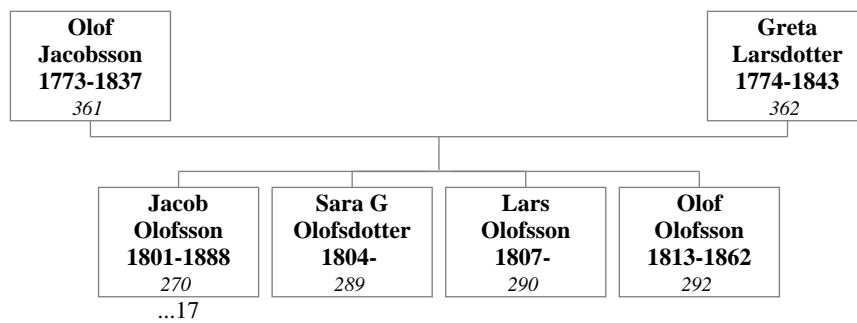 Olof
Jacobsson
1773-1837
361
Greta
Larsdotter
1774-1843
362
Jacob
Olofsson
1801-1888
270
...17
Sara G
Olofsdotter
1804-
289
Lars
Olofsson
1807-
290
Olof
Olofsson
1813-1862
292